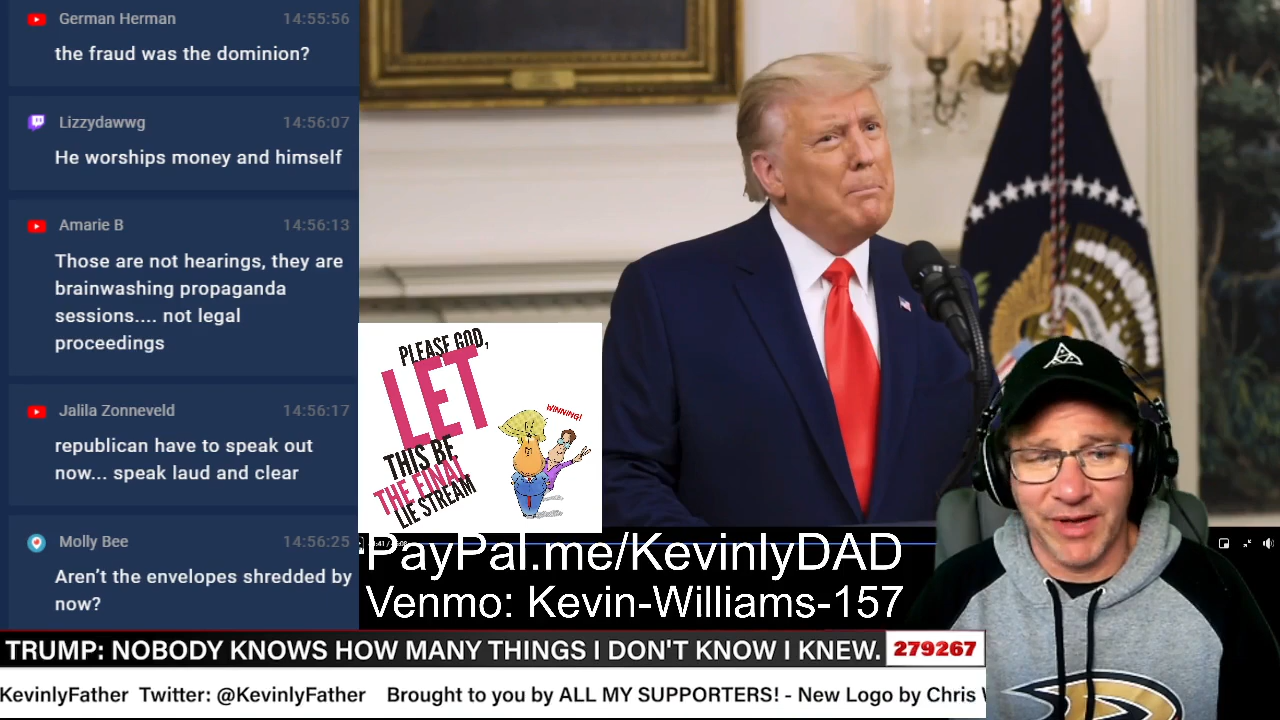 German Herman 14:55:56
the fraud was the dominion?
Lizzydawwg 14:56:07
He worships money and himself
Amarie B 14:56:13
Those are not hearings, they are
brainwashing propaganda
sessions.... not legal
proceedings
Jalila Zonneveld 14:56:17
republican have to speak out
now... speak laud and clear
Molly Bee 14:56:25
Aren’t the envelopes shredded by
now?
PLEASE GOD,
LET
THIS BE
THE FINAL
LIE STREAM
WINNING!
PayPal.me/KevinlyDAD
Venmo: Kevin-Williams-157
TRUMP: NOBODY KNOWS HOW MANY THINGS I DON'T KNOW I KNEW. 279267
KevinlyFather Twitter: @KevinlyFather Brought to you by ALL MY SUPPORTERS! - New Logo by Chris